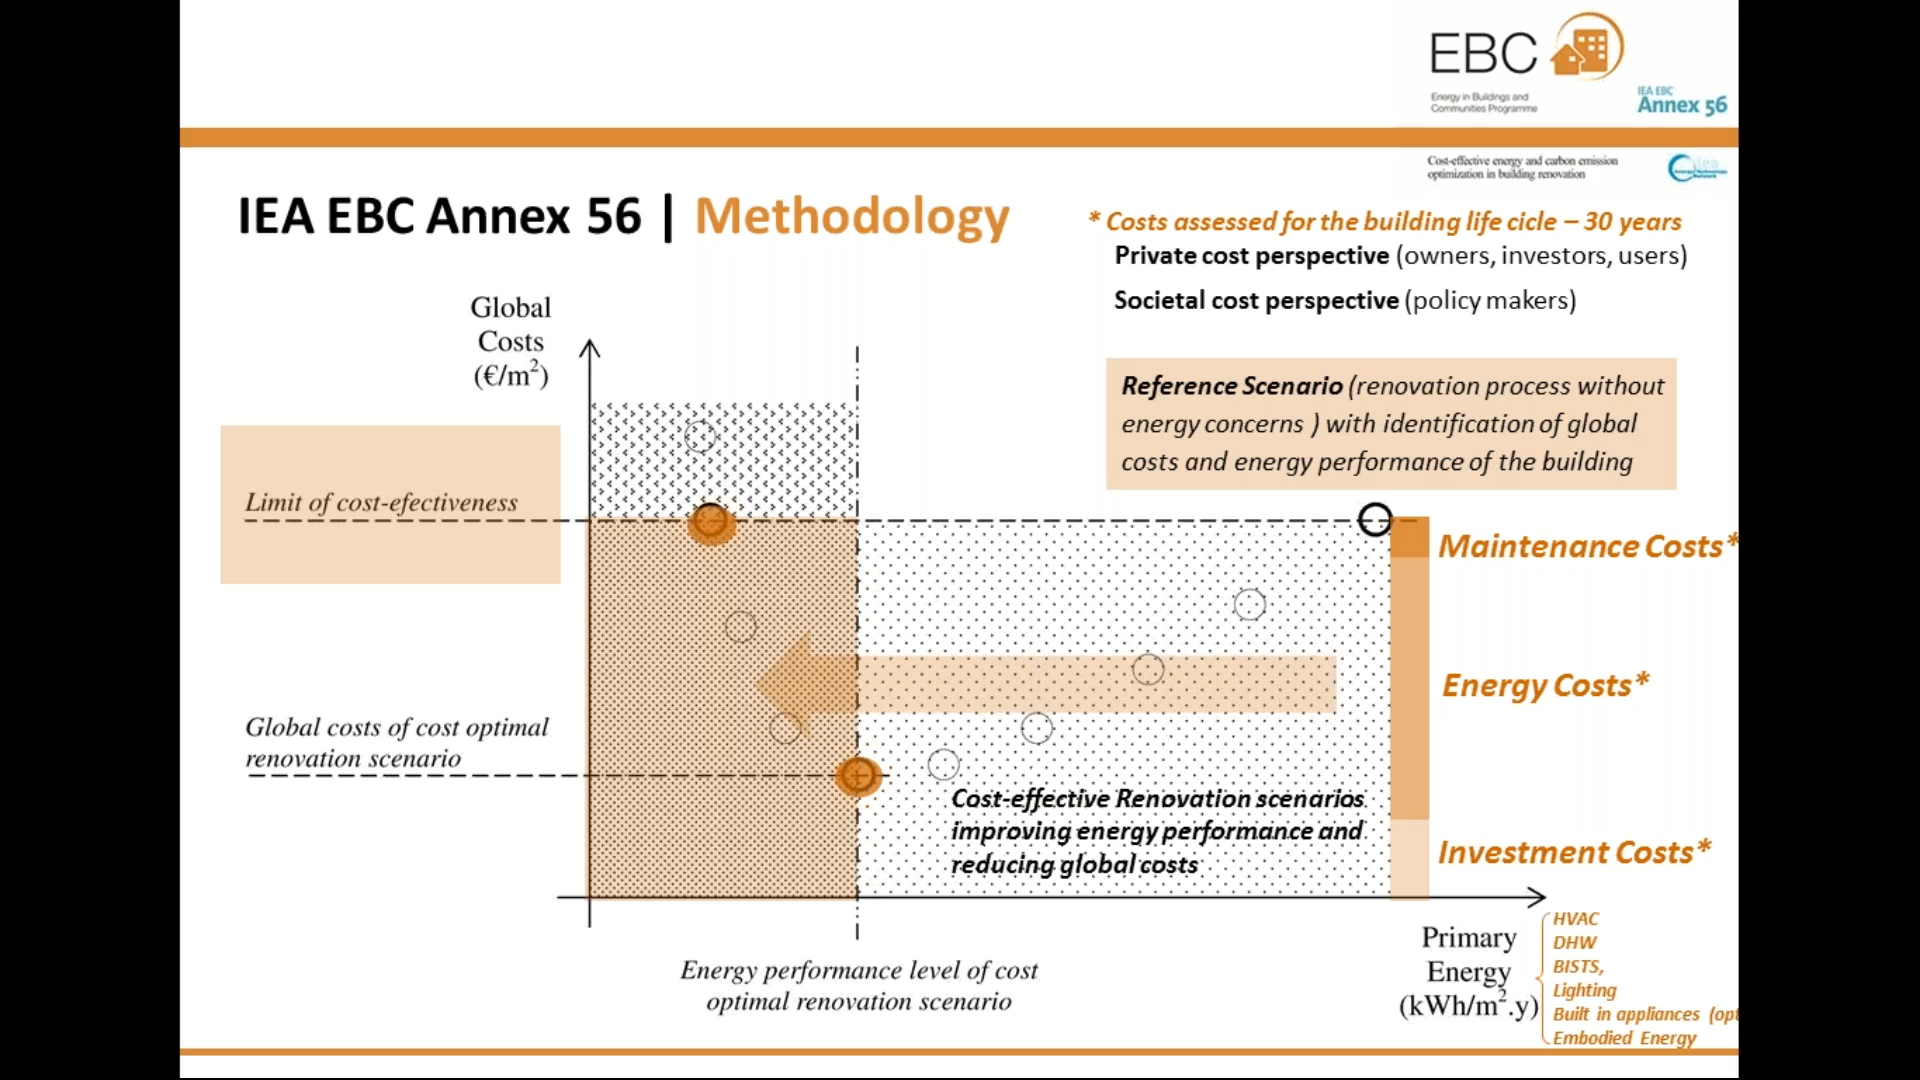 EBC
Energy in Buildings and
Communities Programme
IEA EBC
Annex 56
Cost-effective energy and carbon emission
optimization in building renovation
iea
IEA EBC Annex 56 | Methodology
* Costs assessed for the building life cicle – 30 years
Private cost perspective (owners, investors, users)
Societal cost perspective (policy makers)
Global
Costs
(€/m²)
Reference Scenario (renovation process without
energy concerns ) with identification of global
costs and energy performance of the building
Limit of cost-efectiveness
Maintenance Costs*
Energy Costs*
Global costs of cost optimal
renovation scenario
Cost-effective Renovation scenarios
improving energy performance and
reducing global costs
Investment Costs*
Energy performance level of cost
optimal renovation scenario
Primary
Energy
(kWh/m².y)
HVAC
DHW
BISTS,
Lighting
Built in appliances (opt
Embodied Energy